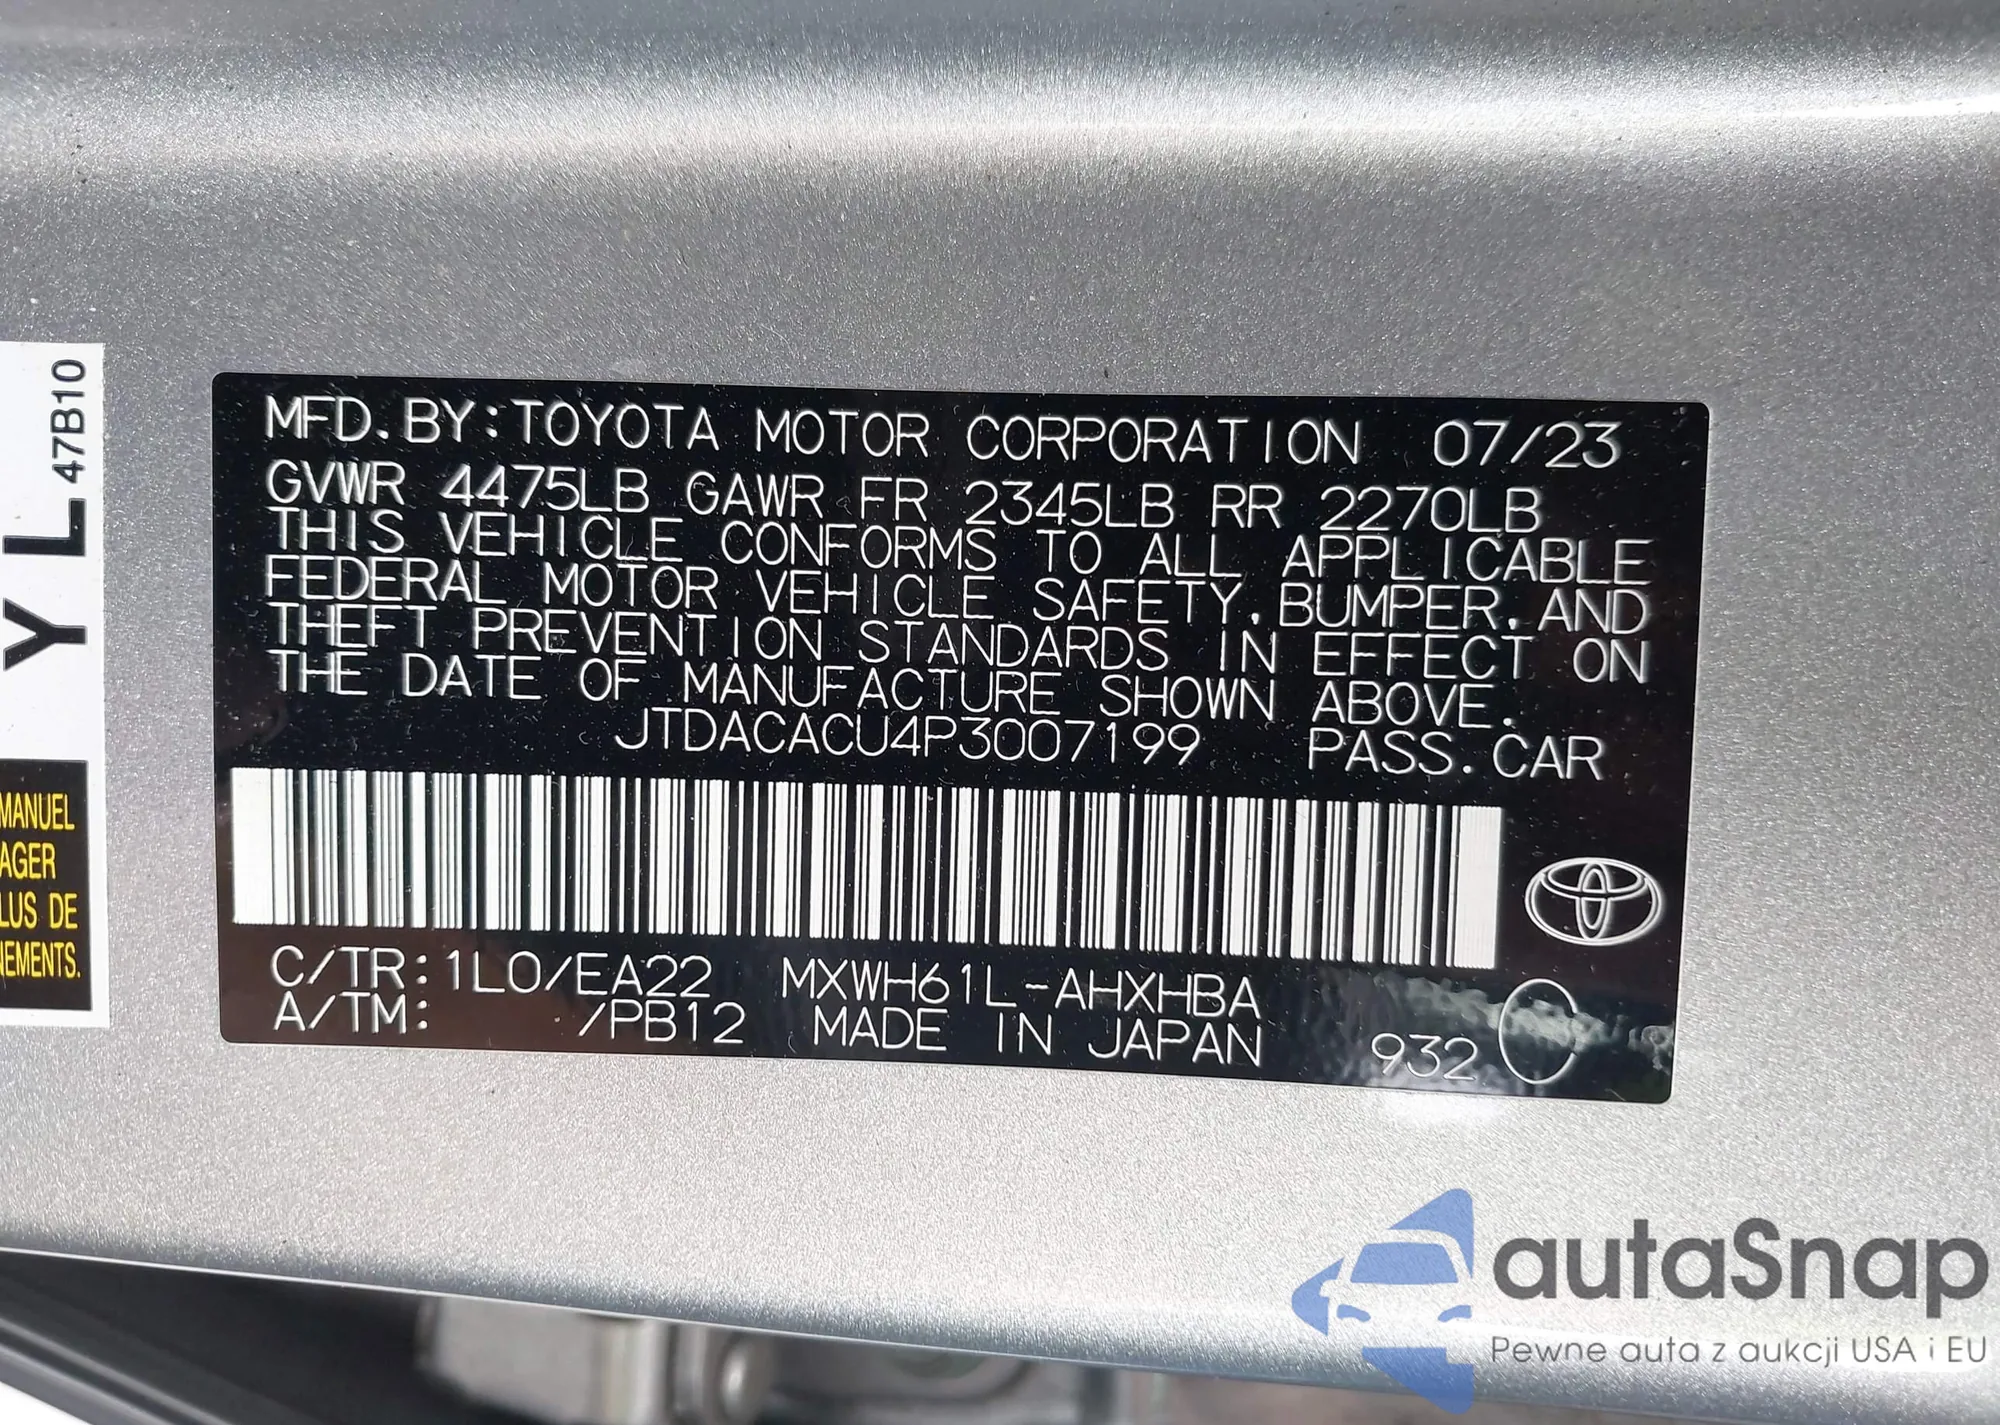 MFD. BY: TOYOTA MOTOR CORPORATION 07/23
GVWR 4475LB GAWR FR 2345LB RR 2270LB
THIS VEHICLE CONFORMS TO ALL APPLICABLE
FEDERAL MOTOR VEHICLE SAFETY, BUMPER, AND
THEFT PREVENTION STANDARDS IN EFFECT ON
THE DATE OF MANUFACTURE SHOWN ABOVE.
JTDACACU4P3007199 PASS. CAR
C/TR: 1L0/EA22 MXWH61L-AHXHBA
A/TM: /PB12 MADE IN JAPAN 932
Y L 47B10
MANUEL
AGER
LUS DE
NEMENTS.
autaSnap
Pewne auta z aukcji USA i EU